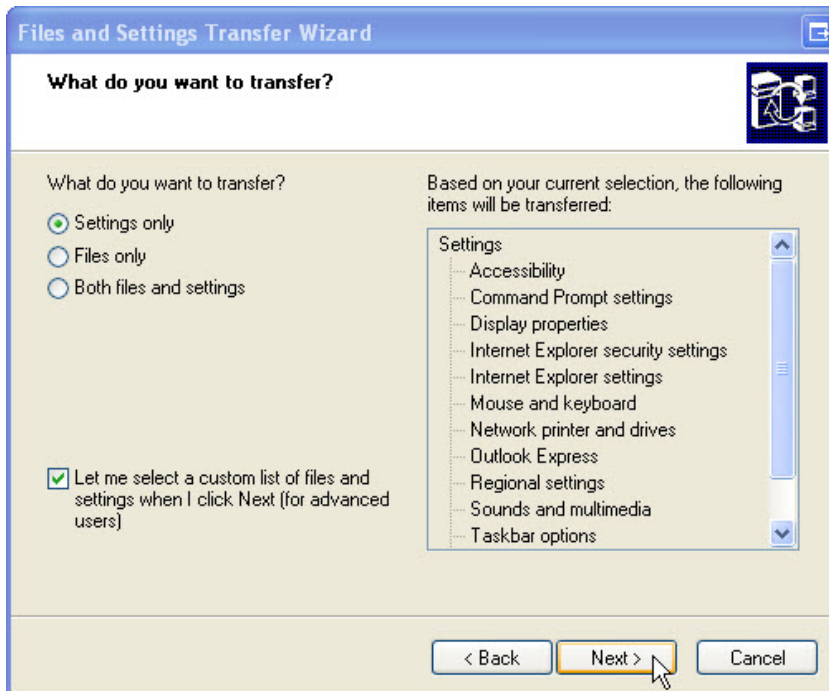 Files and Settings Transfer Wizard
What do you want to transfer?
What do you want to transfer?
Settings only
Files only
Both files and settings
Let me select a custom list of files and
settings when I click Next (for advanced
users)
Based on your current selection, the following
items will be transferred:
Settings
Accessibility
Command Prompt settings
Display properties
Internet Explorer security settings
Internet Explorer settings
Mouse and keyboard
Network printer and drives
Outlook Express
Regional settings
Sounds and multimedia
Taskbar options
< Back
Next >
Cancel